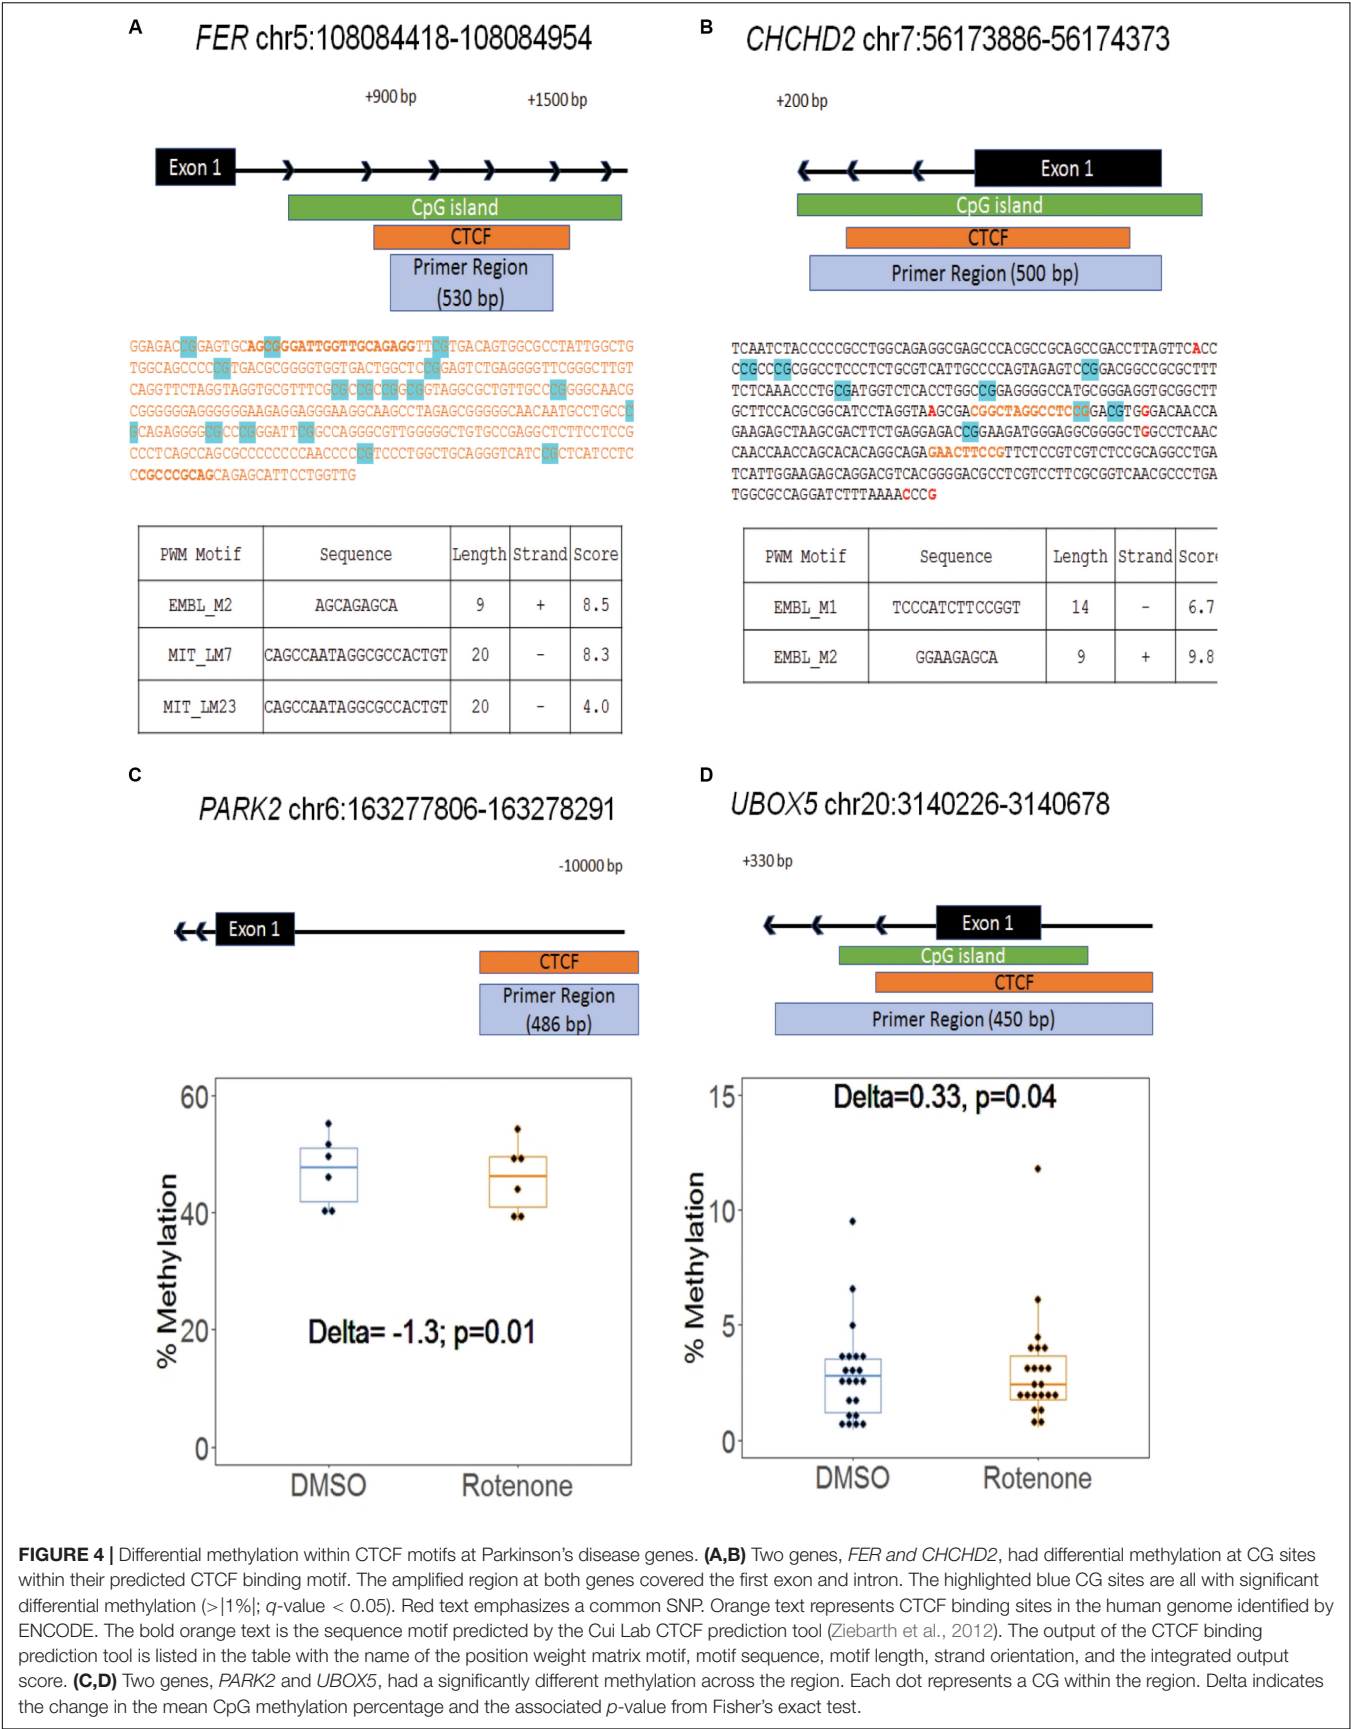 A
FER chr5:108084418-108084954
+900 bp
+1500 bp
Exon 1
CpG island
CTCF
Primer Region
(530 bp)
GGAGACCGGAGTGCAGCGGGATTGGTTGCAGAGGTTCGTGACAGTGGCGCCTATTGGCTG
TGGCAGCCCCCGTGACGCGGGGTGGTGACTGGCTCCGGAGTCTGAGGGGTTCGGGCTTGT
CAGGTTCTAGGTAGGTGCGTTTCGCGCCGCCGGCGGTAGGCGCTGTTGCCCGGGGCAACG
CGGGGGGAGGGGGGAAGAGGAGGGAAGGCAAGCCTAGAGCGGGGGCAACAATGCCTGCCC
GCAGAGGGGCGCCCGGGATTCGGCCAGGGCGTTGGGGGCTGTGCCGAGGCTCTTCCTCCG
CCCTCAGCCAGCGCCCCCCCCAACCCCCGTCCCTGGCTGCAGGGTCATCCGCTCATCCTC
CCGCCCGCAGCAGAGCATTCCTGGTTG
PWM Motif Sequence Length Strand Score
EMBL_M2 AGCAGAGCA 9 + 8.5
MIT_LM7 CAGCCAATAGGCGCCACTGT 20 - 8.3
MIT_LM23 CAGCCAATAGGCGCCACTGT 20 - 4.0
B
CHCHD2 chr7:56173886-56174373
+200 bp
Exon 1
CpG island
CTCF
Primer Region (500 bp)
TCAATCTACCCCCGCCTGGCAGAGGCGAGCCCACGCCGCAGCCGACCTTAGTTCACC
CCGCCCGCGCGGCCTCCCTCTGCGTCATTGCCCCAGTAGAGTCCGGACGGCCGCGCTTT
TCTCAAACCCTGCGATGGTCTCACCTGGCCGGAGGGGCCATGCGGGAGGTGCGGCTT
GCTTCCACGCGGCATCCTAGGTAAGCGACGGCTAGGCCTCCGGACGTGGGACAACCA
GAAGAGCTAAGCGACTTCTGAGGAGACCGGAAGATGGGAGGCGGGGCTGGCCTCAAC
CAACCAACCAGCACACAGGCAGAGAACTTCCGTTCTCCGTCGTCTCCGCAGGCCTGA
TCATTGGAAGAGCAGGACGTCACGGGGACGCCTCGTCCTTCGCGGTCAACGCCCTGA
TGGCGCCAGGATCTTTAAAACCCG
PWM Motif Sequence Length Strand Score
EMBL_M1 TCCCATCTTCCGGT 14 - 6.7
EMBL_M2 GGAAGAGCA 9 + 9.8
C
PARK2 chr6:163277806-163278291
-10000 bp
Exon 1
CTCF
Primer Region
(486 bp)
60
40
20
0
% Methylation
Delta= -1.3; p=0.01
DMSO Rotenone
D
UBOX5 chr20:3140226-3140678
+330 bp
Exon 1
CpG island
CTCF
Primer Region (450 bp)
15
10
5
0
% Methylation
Delta=0.33, p=0.04
DMSO Rotenone
FIGURE 4 | Differential methylation within CTCF motifs at Parkinson's disease genes. (A,B) Two genes, FER and CHCHD2, had differential methylation at CG sites
within their predicted CTCF binding motif. The amplified region at both genes covered the first exon and intron. The highlighted blue CG sites are all with significant
differential methylation (>|1%|; q-value < 0.05). Red text emphasizes a common SNP. Orange text represents CTCF binding sites in the human genome identified by
ENCODE. The bold orange text is the sequence motif predicted by the Cui Lab CTCF prediction tool (Ziebarth et al., 2012). The output of the CTCF binding
prediction tool is listed in the table with the name of the position weight matrix motif, motif sequence, motif length, strand orientation, and the integrated output
score. (C,D) Two genes, PARK2 and UBOX5, had a significantly different methylation across the region. Each dot represents a CG within the region. Delta indicates
the change in the mean CpG methylation percentage and the associated p-value from Fisher's exact test.